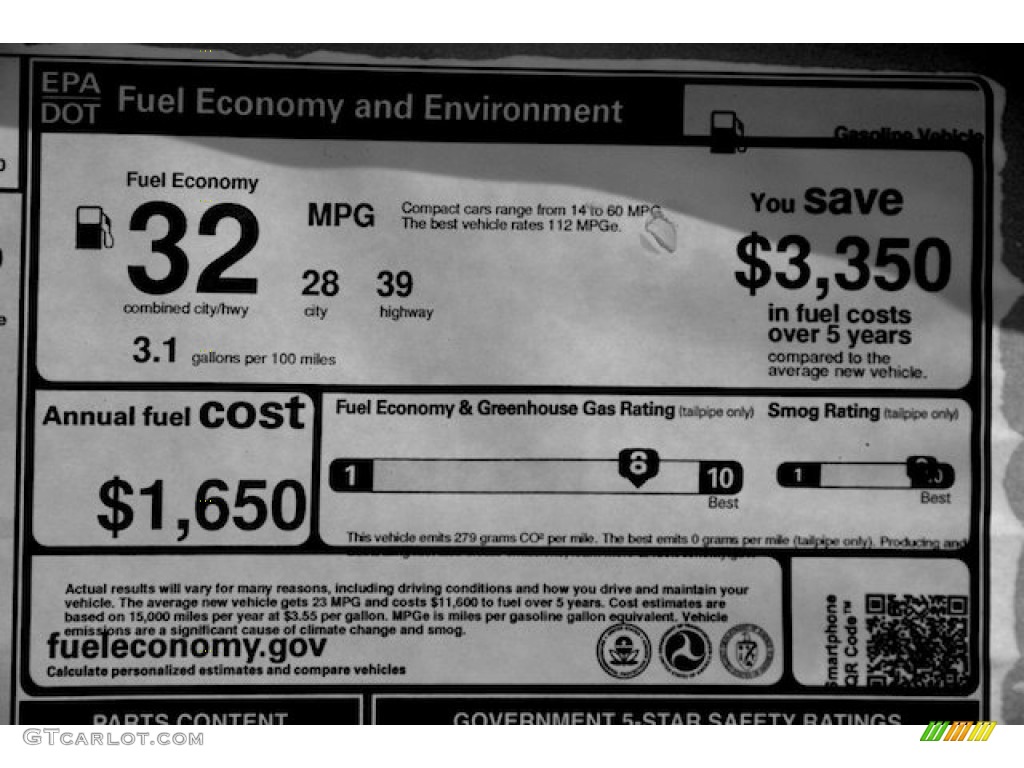 EPA
DOT
Fuel Economy and Environment
Gasoline Vehicle
Fuel Economy
32
MPG
Compact cars range from 14 to 60 MPG.
The best vehicle rates 112 MPGe.
28
city
39
highway
combined city/hwy
3.1 gallons per 100 miles
You save
$3,350
in fuel costs
over 5 years
compared to the
average new vehicle.
Annual fuel cost
$1,650
Fuel Economy & Greenhouse Gas Rating (tailpipe only)
1
8
10
Best
Smog Rating (tailpipe only)
1
Best
This vehicle emits 279 grams CO² per mile. The best emits 0 grams per mile (tailpipe only). Producing and
Actual results will vary for many reasons, including driving conditions and how you drive and maintain your
vehicle. The average new vehicle gets 23 MPG and costs $11,600 to fuel over 5 years. Cost estimates are
based on 15,000 miles per year at $3.55 per gallon. MPGe is miles per gasoline gallon equivalent. Vehicle
emissions are a significant cause of climate change and smog.
fueleconomy.gov
Calculate personalized estimates and compare vehicles
Smartphone
QR Code™
PARTS CONTENT
GOVERNMENT 5-STAR SAFETY RATINGS
GTcarlot.com